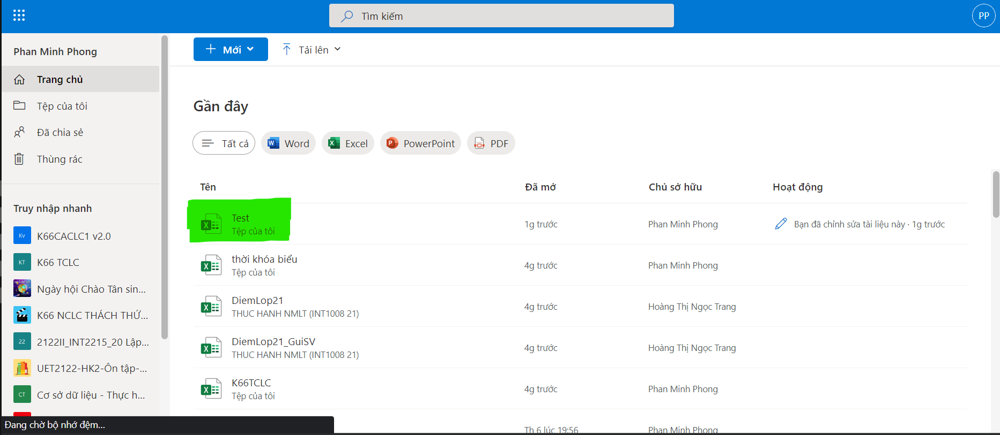 Tìm kiếm
PP
Phan Minh Phong
Trang chủ
Tệp của tôi
Đã chia sẻ
Thùng rác
Truy nhập nhanh
Kv K66CACLC1 v2.0
KT K66 TCLC
Ngày hội Chào Tân sin...
K66 NCLC THÁCH THỨ...
22 2122II_INT2215_20 Lập...
UET2122-HK2-Ôn tập-...
CT Cơ sở dữ liệu - Thực h...
Đang chờ bộ nhớ đệm...
Mới
Tải lên
Gần đây
Tất cả Word Excel PowerPoint PDF
Tên Đã mở Chủ sở hữu Hoạt động
Test
Tệp của tôi
1g trước
Phan Minh Phong
Bạn đã chỉnh sửa tài liệu này · 1g trước
thời khóa biểu
Tệp của tôi
4g trước
Phan Minh Phong
DiemLop21
THUC HANH NMLT (INT1008 21)
4g trước
Hoàng Thị Ngọc Trang
DiemLop21_GuiSV
THUC HANH NMLT (INT1008 21)
4g trước
Hoàng Thị Ngọc Trang
K66TCLC
Tệp của tôi
4g trước
Phan Minh Phong
Th 6 lúc 19:56
Phan Minh Phong